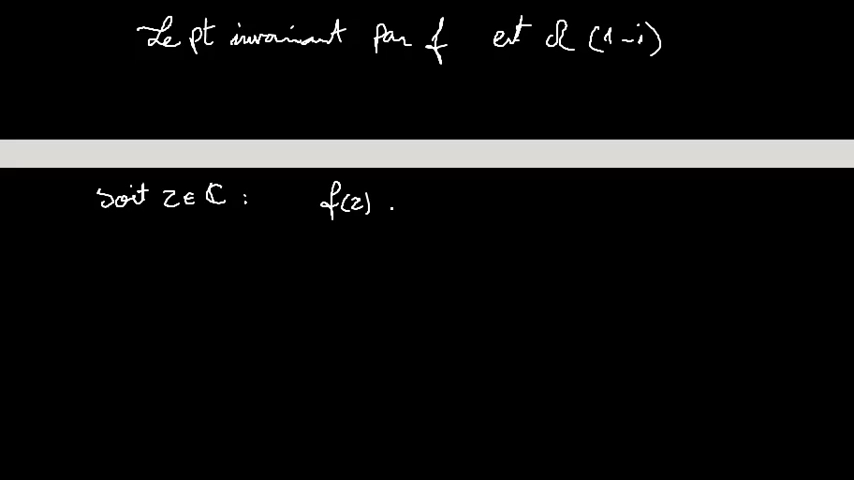 Le pt invariant par f est Ω (1-i)
Soit z ∈ ℂ : f(z) .